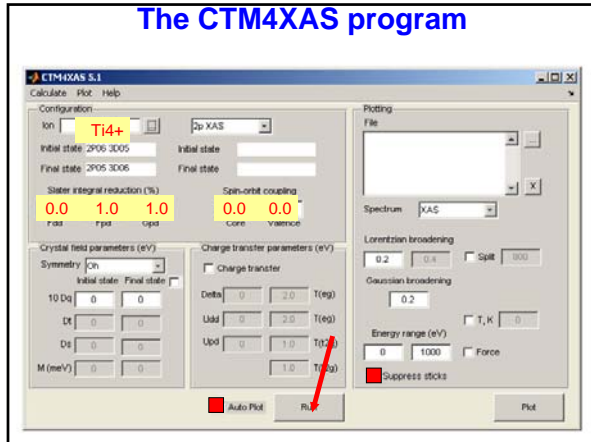 The CTM4XAS program
CTM4XAS 5.1
Calculate Plot Help
Configuration
Ion Ti4+ 2p XAS
Initial state 2P06 3D05 Initial state
Final state 2P05 3D06 Final state
Slater integral reduction (%) Spin-orbit coupling
0.0 1.0 1.0 0.0 0.0
Fdd Fpd Gpd Core Valence
Crystal field parameters (eV)
Symmetry Oh
Initial state Final state
10 Dq 0 0
Dt 0 0
Ds 0 0
M (meV) 0 0
Charge transfer parameters (eV)
Charge transfer
Delta 0 2.0 T(eg)
Udd 0 2.0 T(eg)
Upd 0 1.0 T(t2g)
1.0 T(t2g)
Auto Plot Run
Plotting
File
...
X
Spectrum XAS
Lorentzian broadening
0.2 0.4 Split 000
Gaussian broadening
0.2
T, K 0
Energy range (eV)
0 1000 Force
Suppress sticks
Plot